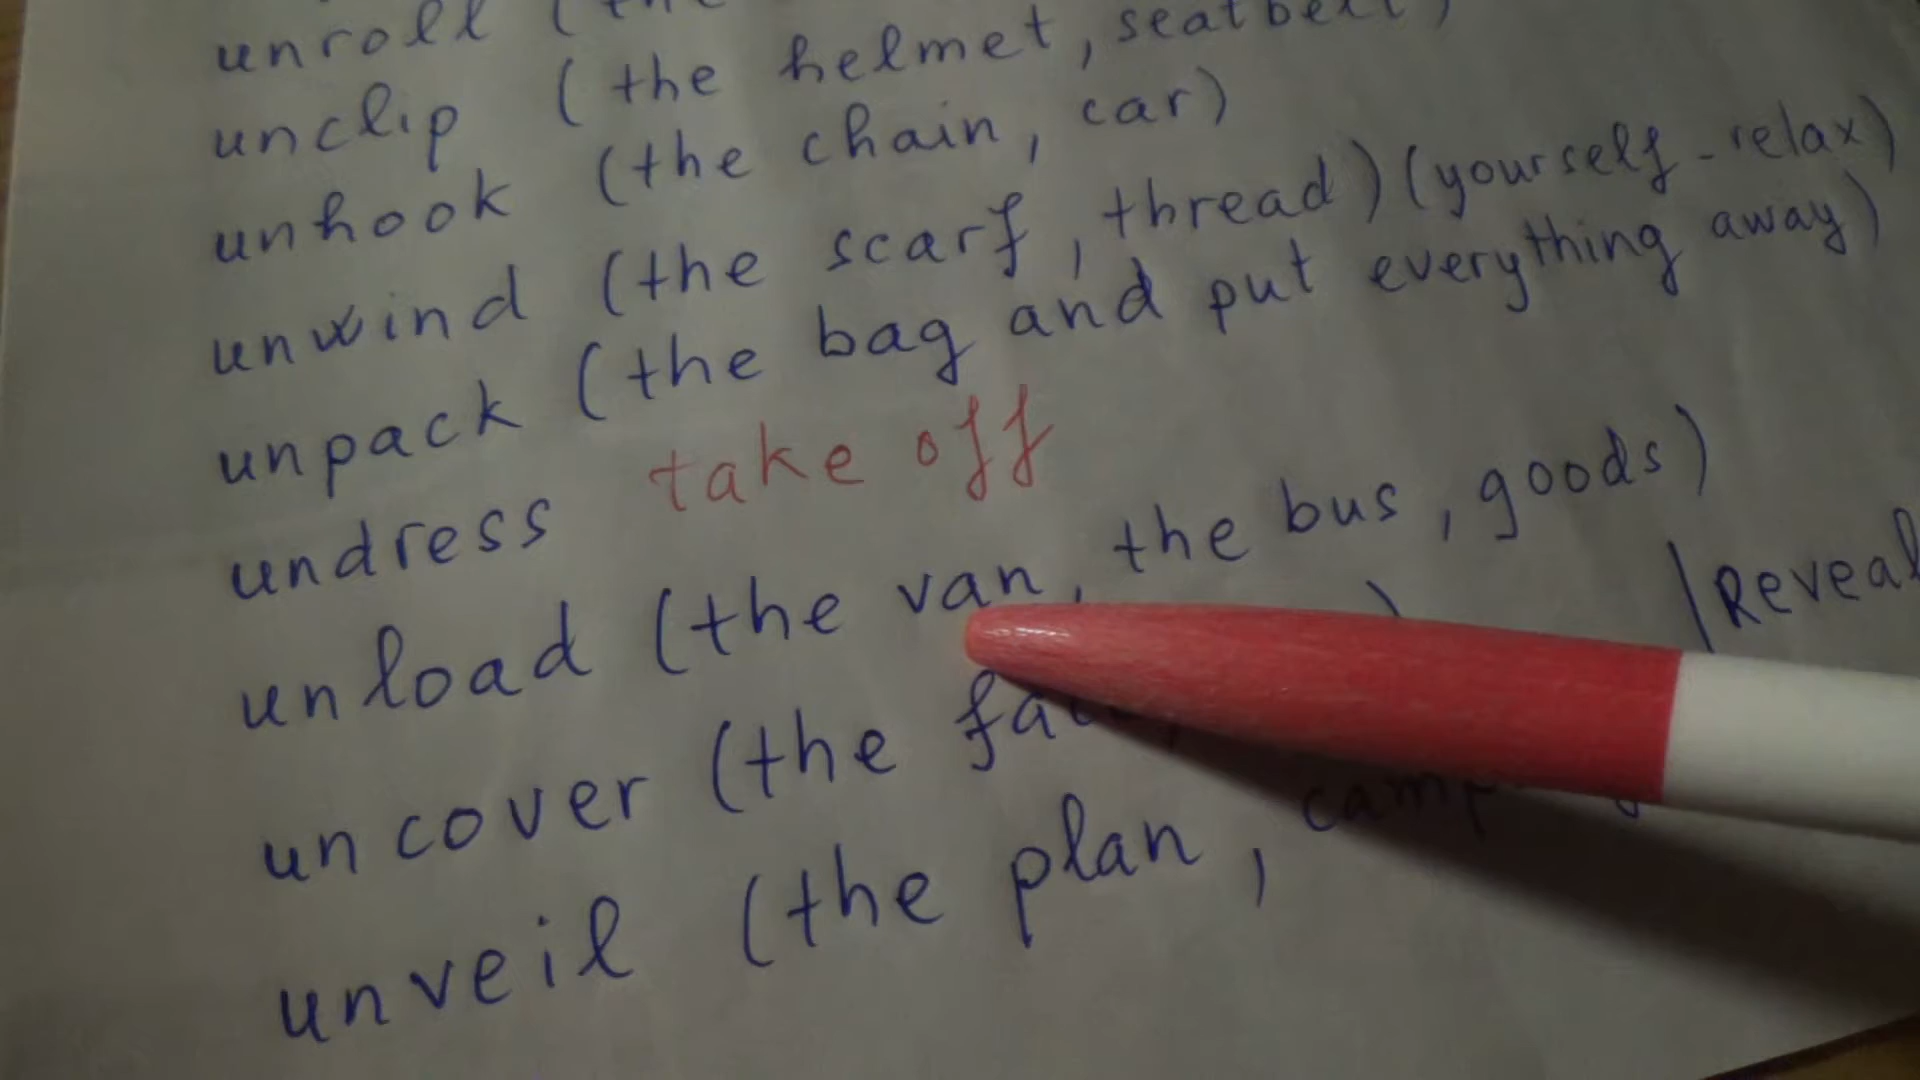 unroll (the
unclip (the helmet, seatbelt)
unhook (the chain, car)
unwind (the scarf, thread) (yourself - relax)
unpack (the bag and put everything away)
undress take off
unload (the van, the bus, goods)
uncover (the
unveil (the plan, | Reveal